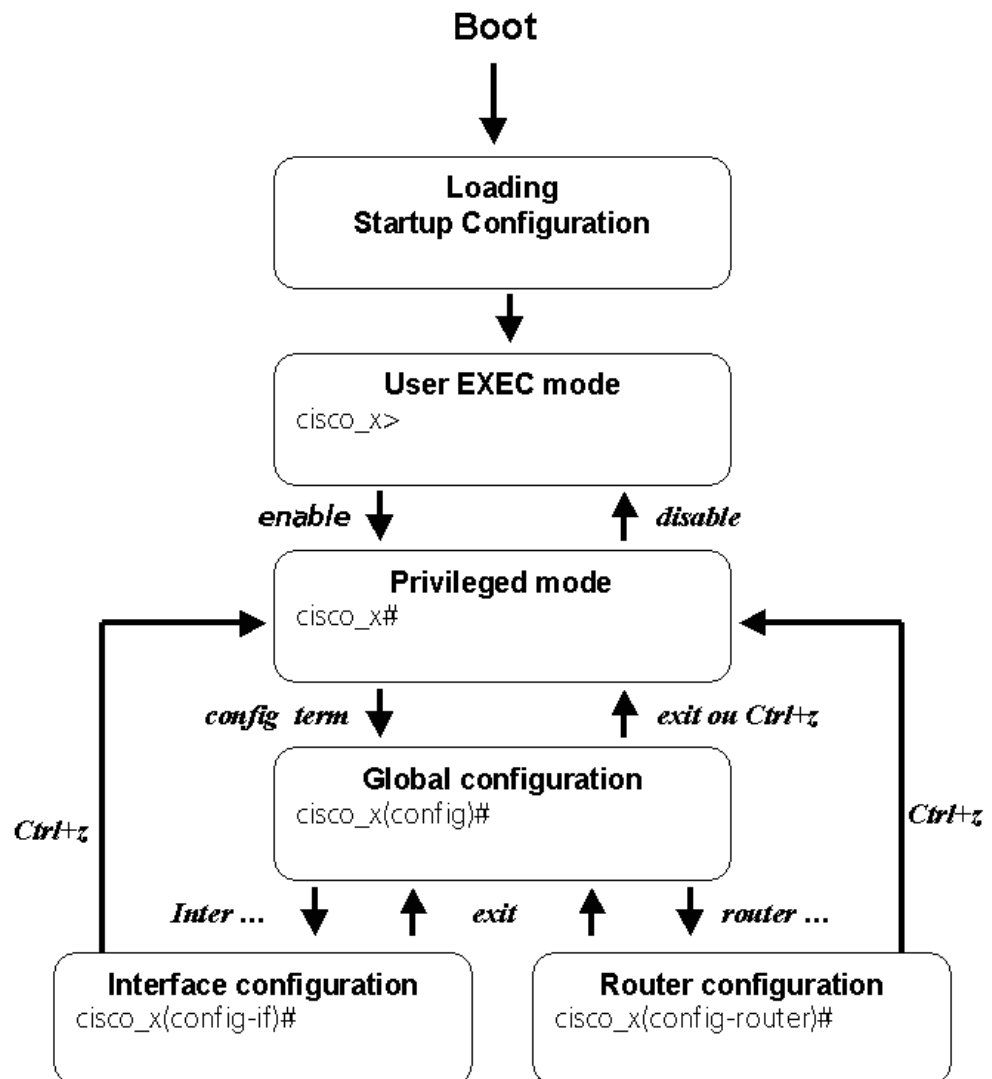 Boot
Loading
Startup Configuration
User EXEC mode
cisco_x>
enable
disable
Privileged mode
cisco_x#
config term
exit ou Ctrl+z
Global configuration
cisco_x(config)#
Ctrl+z
Ctrl+z
Inter ...
exit
router ...
Interface configuration
cisco_x(config-if)#
Router configuration
cisco_x(config-router)#